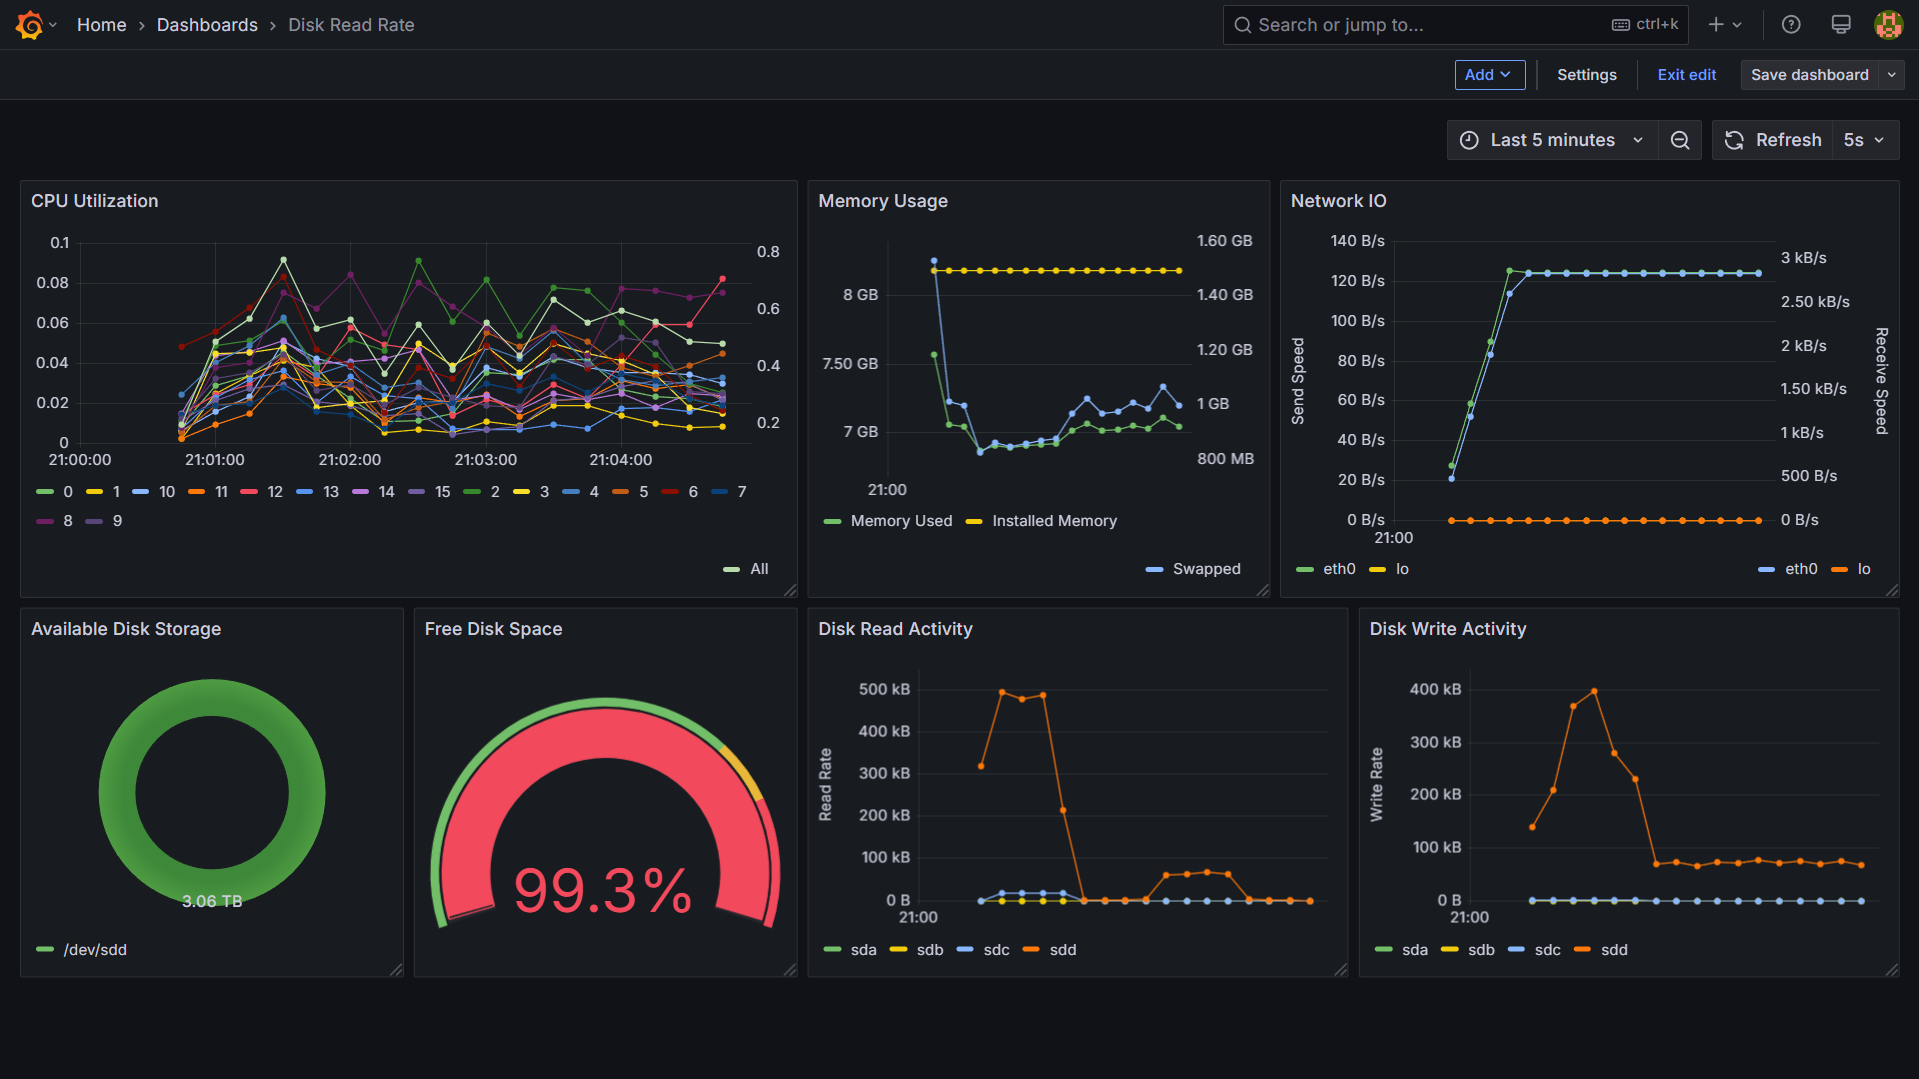 Home › Dashboards › Disk Read Rate
Search or jump to...
ctrl+k
Add
Settings
Exit edit
Save dashboard
Last 5 minutes
Refresh
5s
CPU Utilization
0.1
0.08
0.06
0.04
0.02
0
0.8
0.6
0.4
0.2
21:00:00 21:01:00 21:02:00 21:03:00 21:04:00
0 1 10 11 12 13 14 15 2 3 4 5 6 7
8 9
All
Memory Usage
8 GB
7.50 GB
7 GB
1.60 GB
1.40 GB
1.20 GB
1 GB
800 MB
21:00
Memory Used Installed Memory
Swapped
Network IO
Send Speed
140 B/s
120 B/s
100 B/s
80 B/s
60 B/s
40 B/s
20 B/s
0 B/s
3 kB/s
2.50 kB/s
2 kB/s
1.50 kB/s
1 kB/s
500 B/s
0 B/s
Receive Speed
21:00
eth0 lo
eth0 lo
Available Disk Storage
3.06 TB
/dev/sdd
Free Disk Space
99.3%
Disk Read Activity
Read Rate
500 kB
400 kB
300 kB
200 kB
100 kB
0 B
21:00
sda sdb sdc sdd
Disk Write Activity
Write Rate
400 kB
300 kB
200 kB
100 kB
0 B
21:00
sda sdb sdc sdd